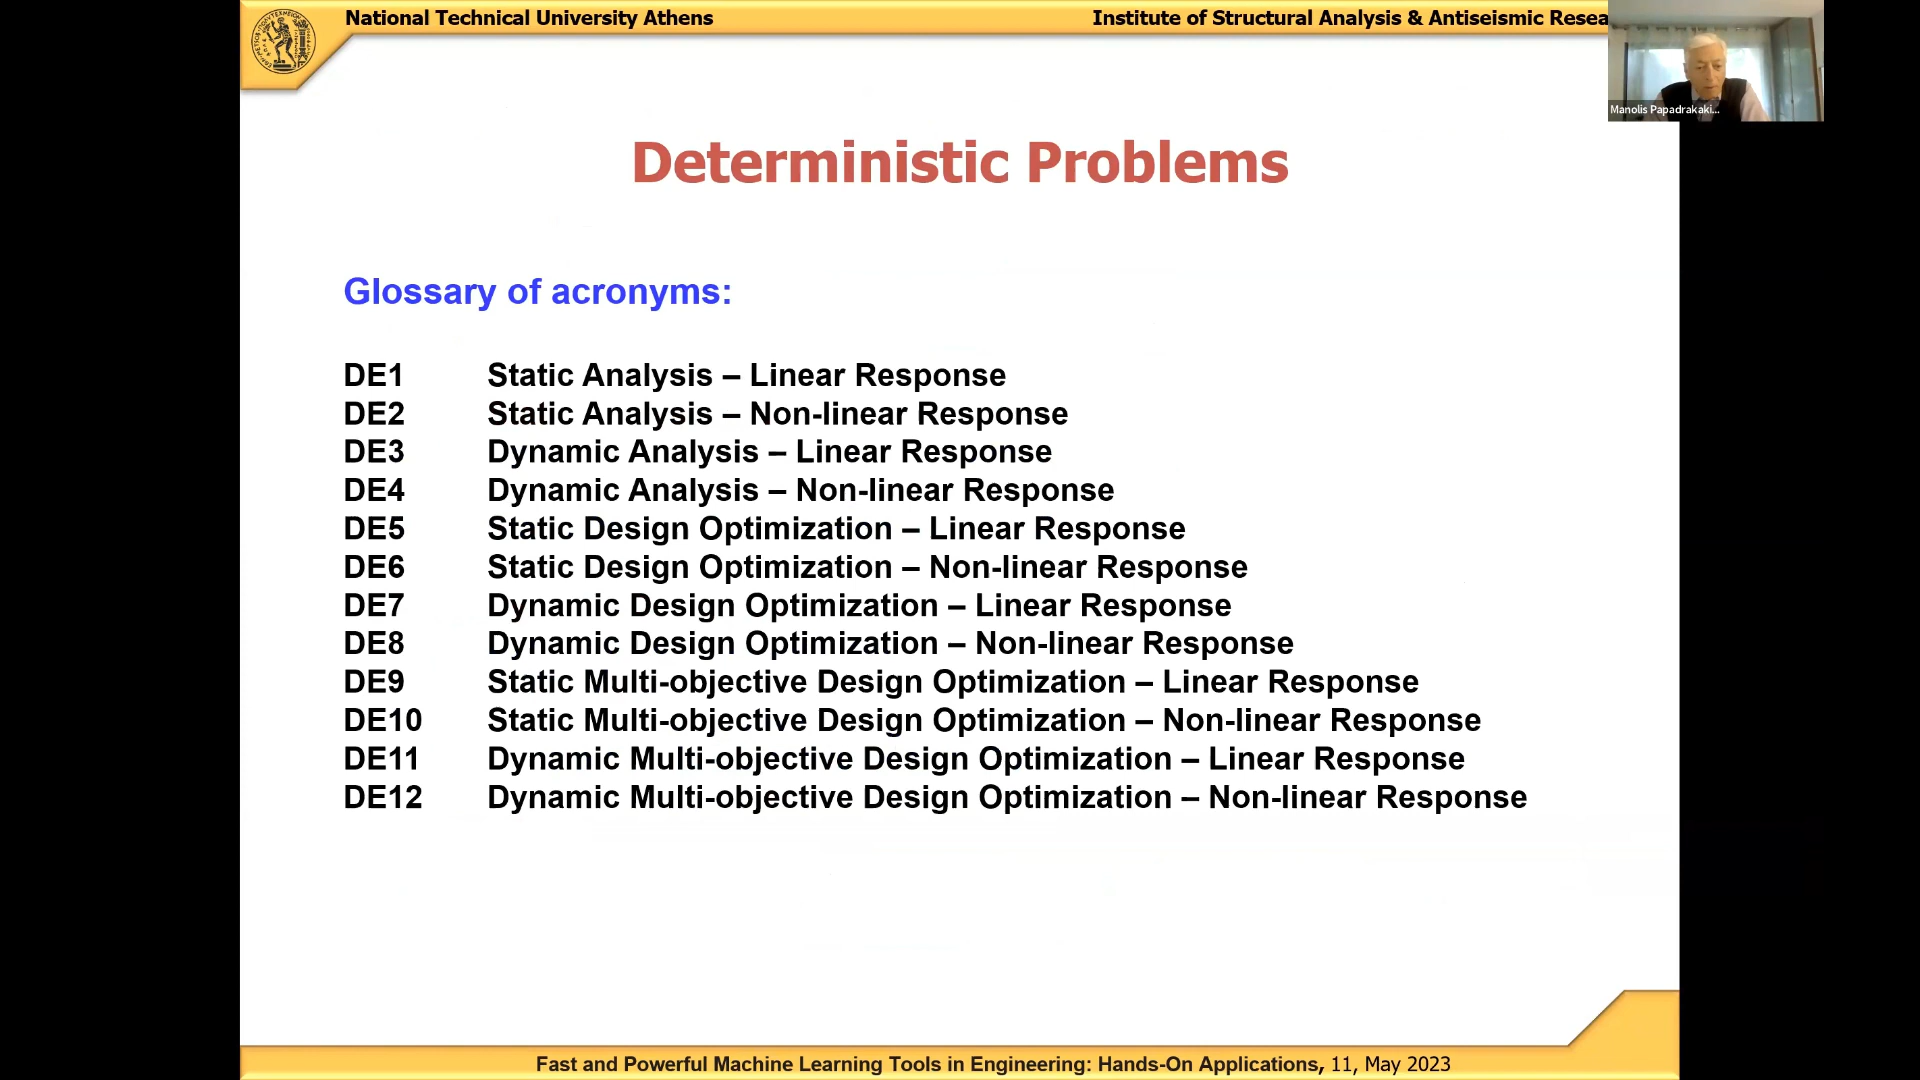 National Technical University Athens
Institute of Structural Analysis & Antiseismic Resea
Manolis Papadrakaki...
Deterministic Problems
Glossary of acronyms:
DE1 Static Analysis – Linear Response
DE2 Static Analysis – Non-linear Response
DE3 Dynamic Analysis – Linear Response
DE4 Dynamic Analysis – Non-linear Response
DE5 Static Design Optimization – Linear Response
DE6 Static Design Optimization – Non-linear Response
DE7 Dynamic Design Optimization – Linear Response
DE8 Dynamic Design Optimization – Non-linear Response
DE9 Static Multi-objective Design Optimization – Linear Response
DE10 Static Multi-objective Design Optimization – Non-linear Response
DE11 Dynamic Multi-objective Design Optimization – Linear Response
DE12 Dynamic Multi-objective Design Optimization – Non-linear Response
Fast and Powerful Machine Learning Tools in Engineering: Hands-On Applications, 11, May 2023